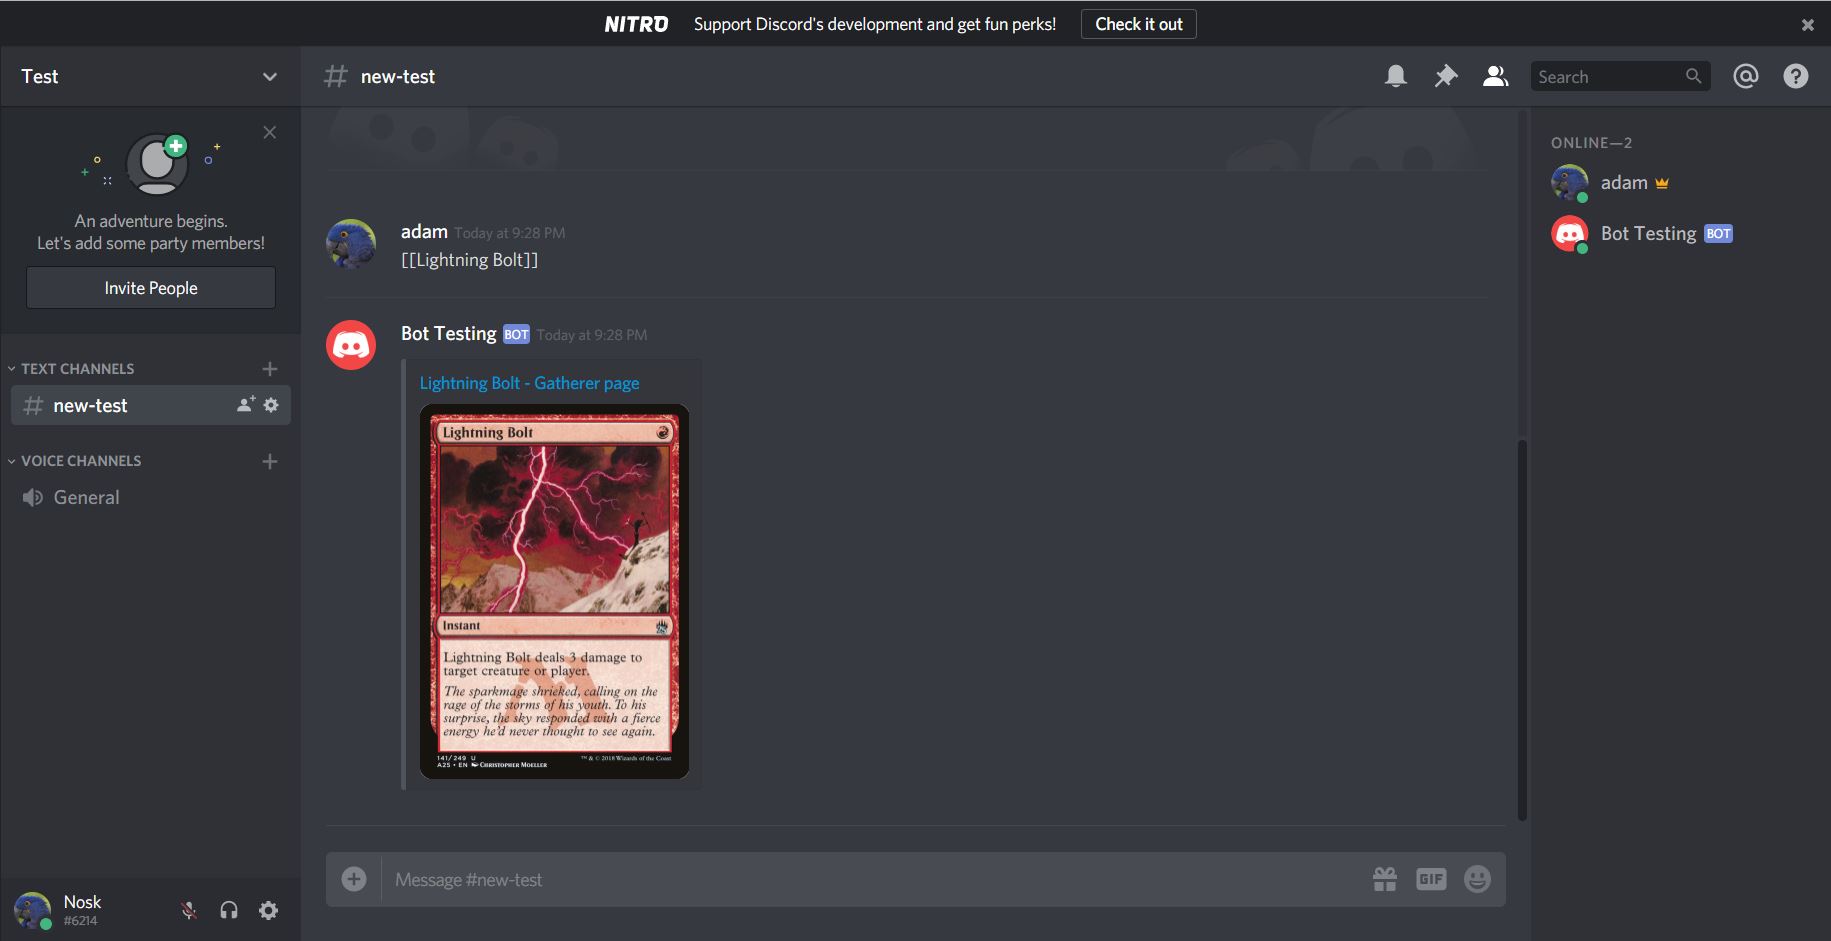 NITRO Support Discord's development and get fun perks! Check it out
Test
An adventure begins.
Let's add some party members!
Invite People
TEXT CHANNELS
new-test
VOICE CHANNELS
General
Nosk
#6214
# new-test
Search
adam Today at 9:28 PM
[[Lightning Bolt]]
Bot Testing BOT Today at 9:28 PM
Lightning Bolt - Gatherer page
Lightning Bolt
Instant
Lightning Bolt deals 3 damage to
target creature or player.
The sparkmage shrieked, calling on the
rage of the storms of his youth. To his
surprise, the sky responded with a fierce
energy he'd never thought to see again.
141/249 U
A25 • EN Christopher Moeller
™ & © 2018 Wizards of the Coast
Message #new-test
GIF
ONLINE—2
adam
Bot Testing BOT